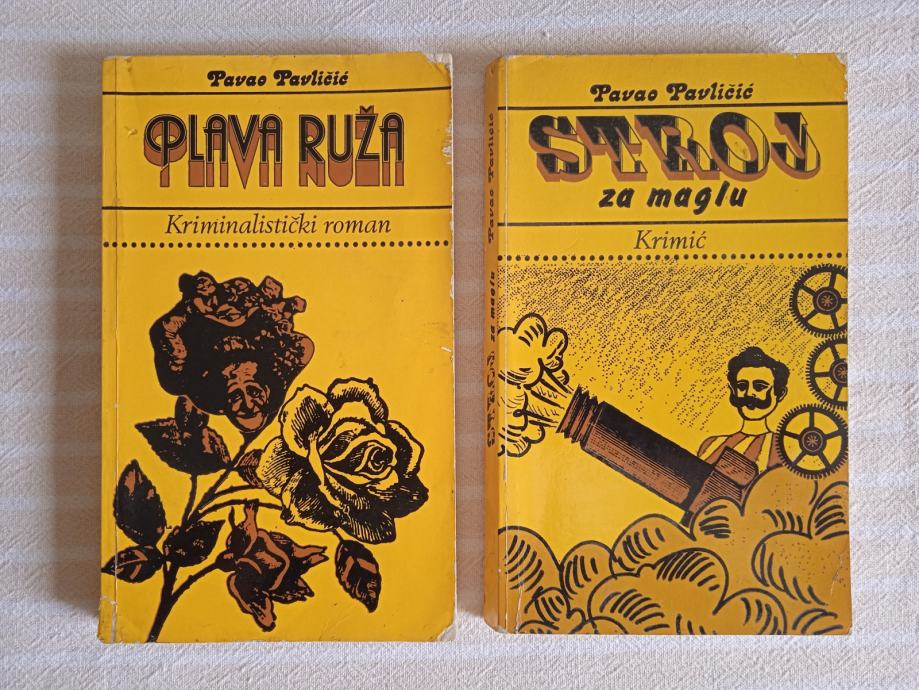 Pavao Pavličić
PLAVA RUŽA
Kriminalistički roman
Pavao Pavličić
STROJ
za maglu
Krimić
Pavao Pavličić
STROJ za maglu